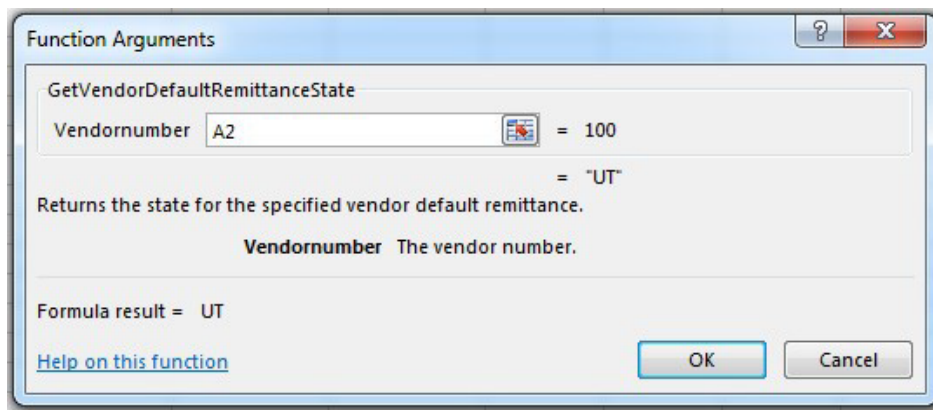 Function Arguments
GetVendorDefaultRemittanceState
Vendornumber A2 = 100
= "UT"
Returns the state for the specified vendor default remittance.
Vendornumber The vendor number.
Formula result = UT
Help on this function OK Cancel